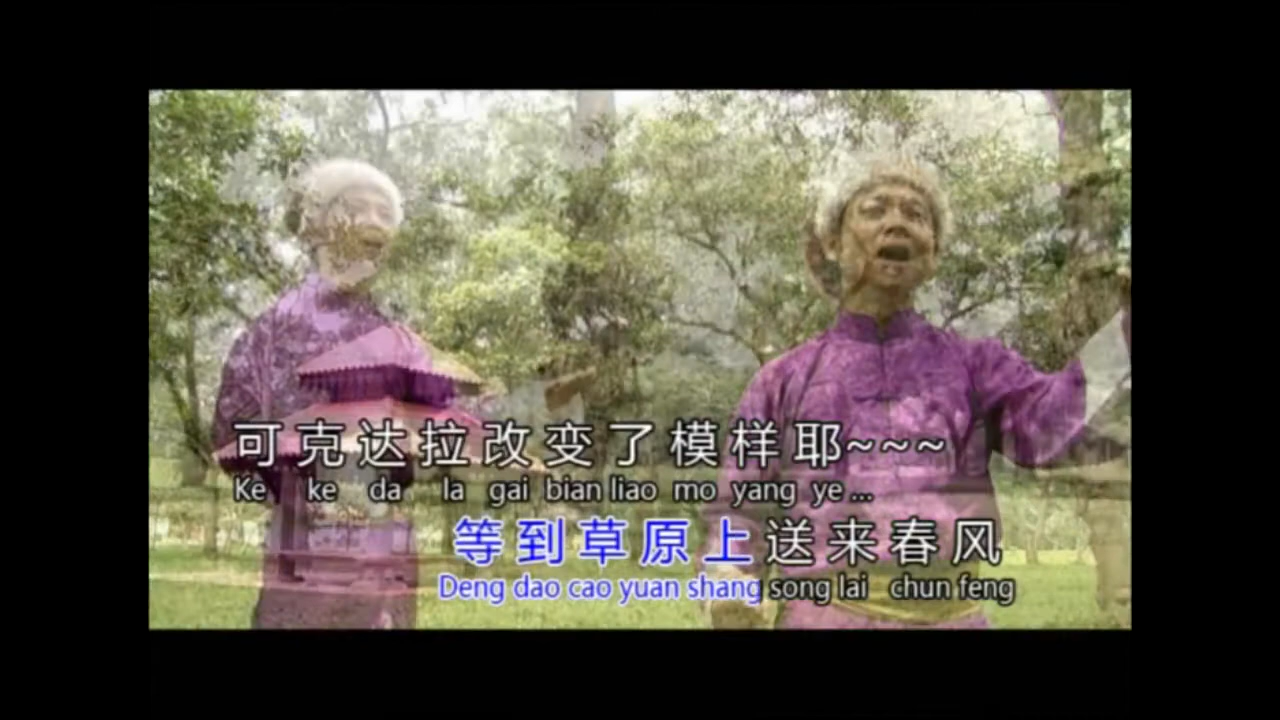 可克达拉改变了模样耶~~~
Ke ke da la gai bian liao mo yang ye ...
等到草原上送来春风
Deng dao cao yuan shang song lai chun feng